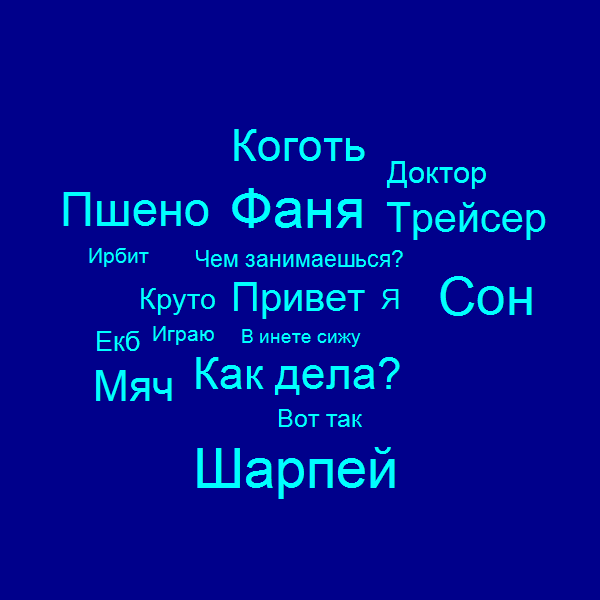 Коготь
Доктор
Пшено Фаня Трейсер
Ирбит Чем занимаешься?
Круто Привет Я Сон
Екб Играю В инете сижу
Мяч Как дела?
Вот так
Шарпей